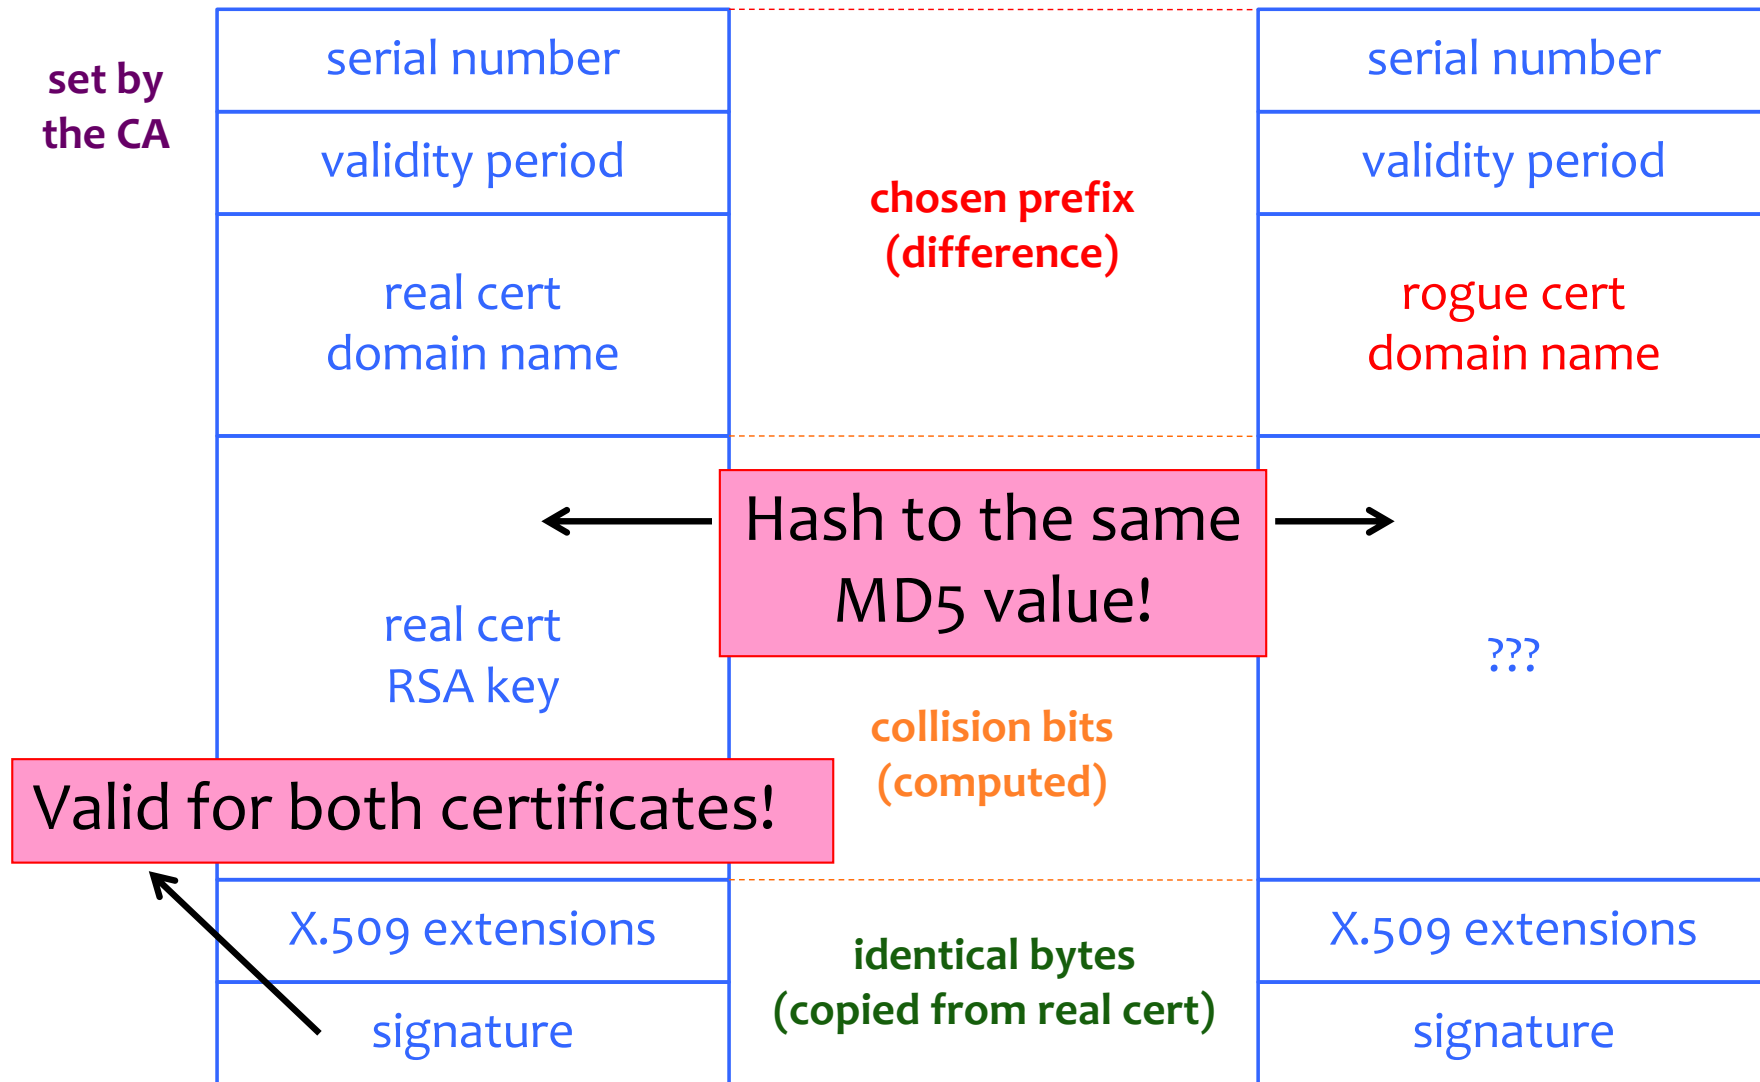 set by
the CA
serial number
validity period
real cert
domain name
real cert
RSA key
Valid for both certificates!
X.509 extensions
signature
chosen prefix
(difference)
Hash to the same
MD5 value!
collision bits
(computed)
identical bytes
(copied from real cert)
serial number
validity period
rogue cert
domain name
???
X.509 extensions
signature